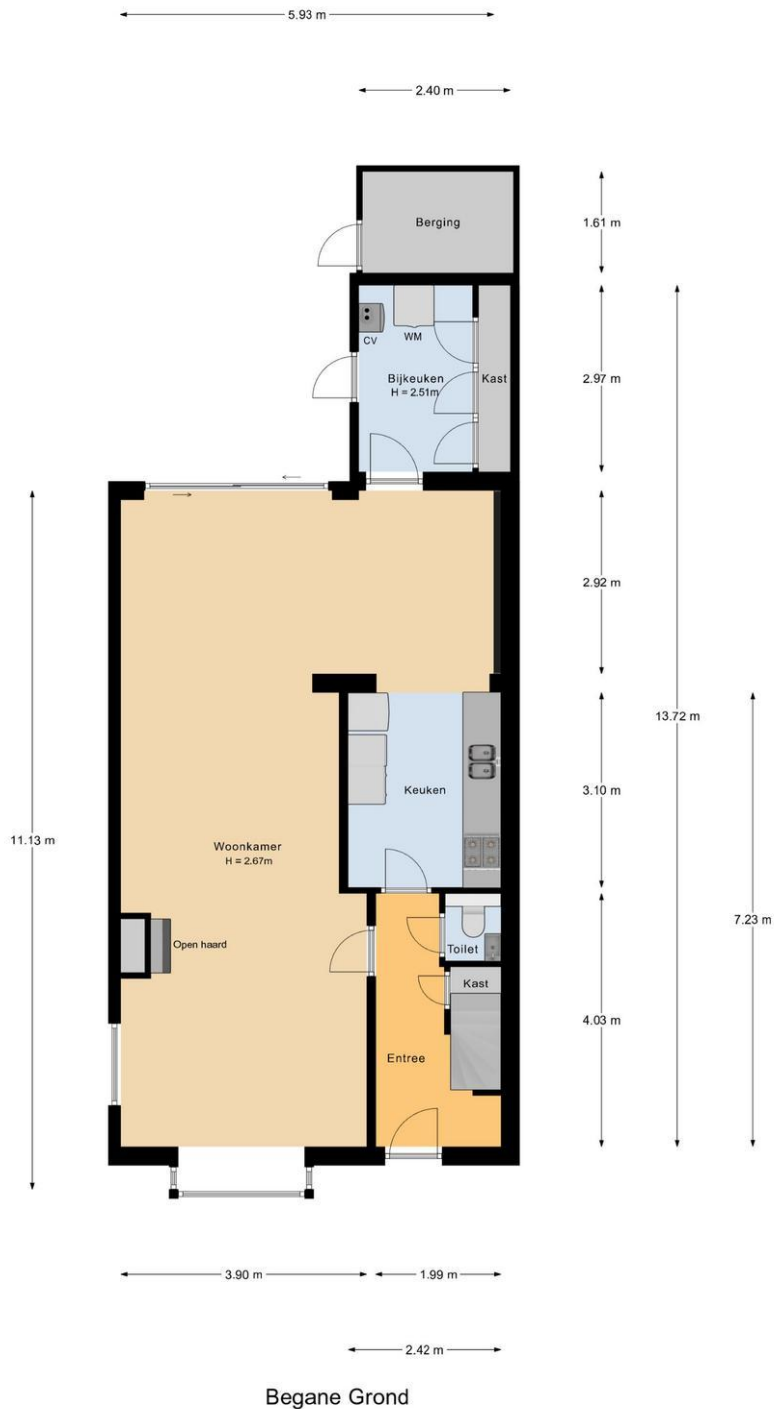 5.93 m
2.40 m
Berging
1.61 m
CV
WM
Bijkeuken
H = 2.51m
Kast
2.97 m
2.92 m
13.72 m
Keuken
3.10 m
11.13 m
Woonkamer
H = 2.67m
7.23 m
Open haard
Toilet
Kast
4.03 m
Entree
3.90 m
1.99 m
2.42 m
Begane Grond